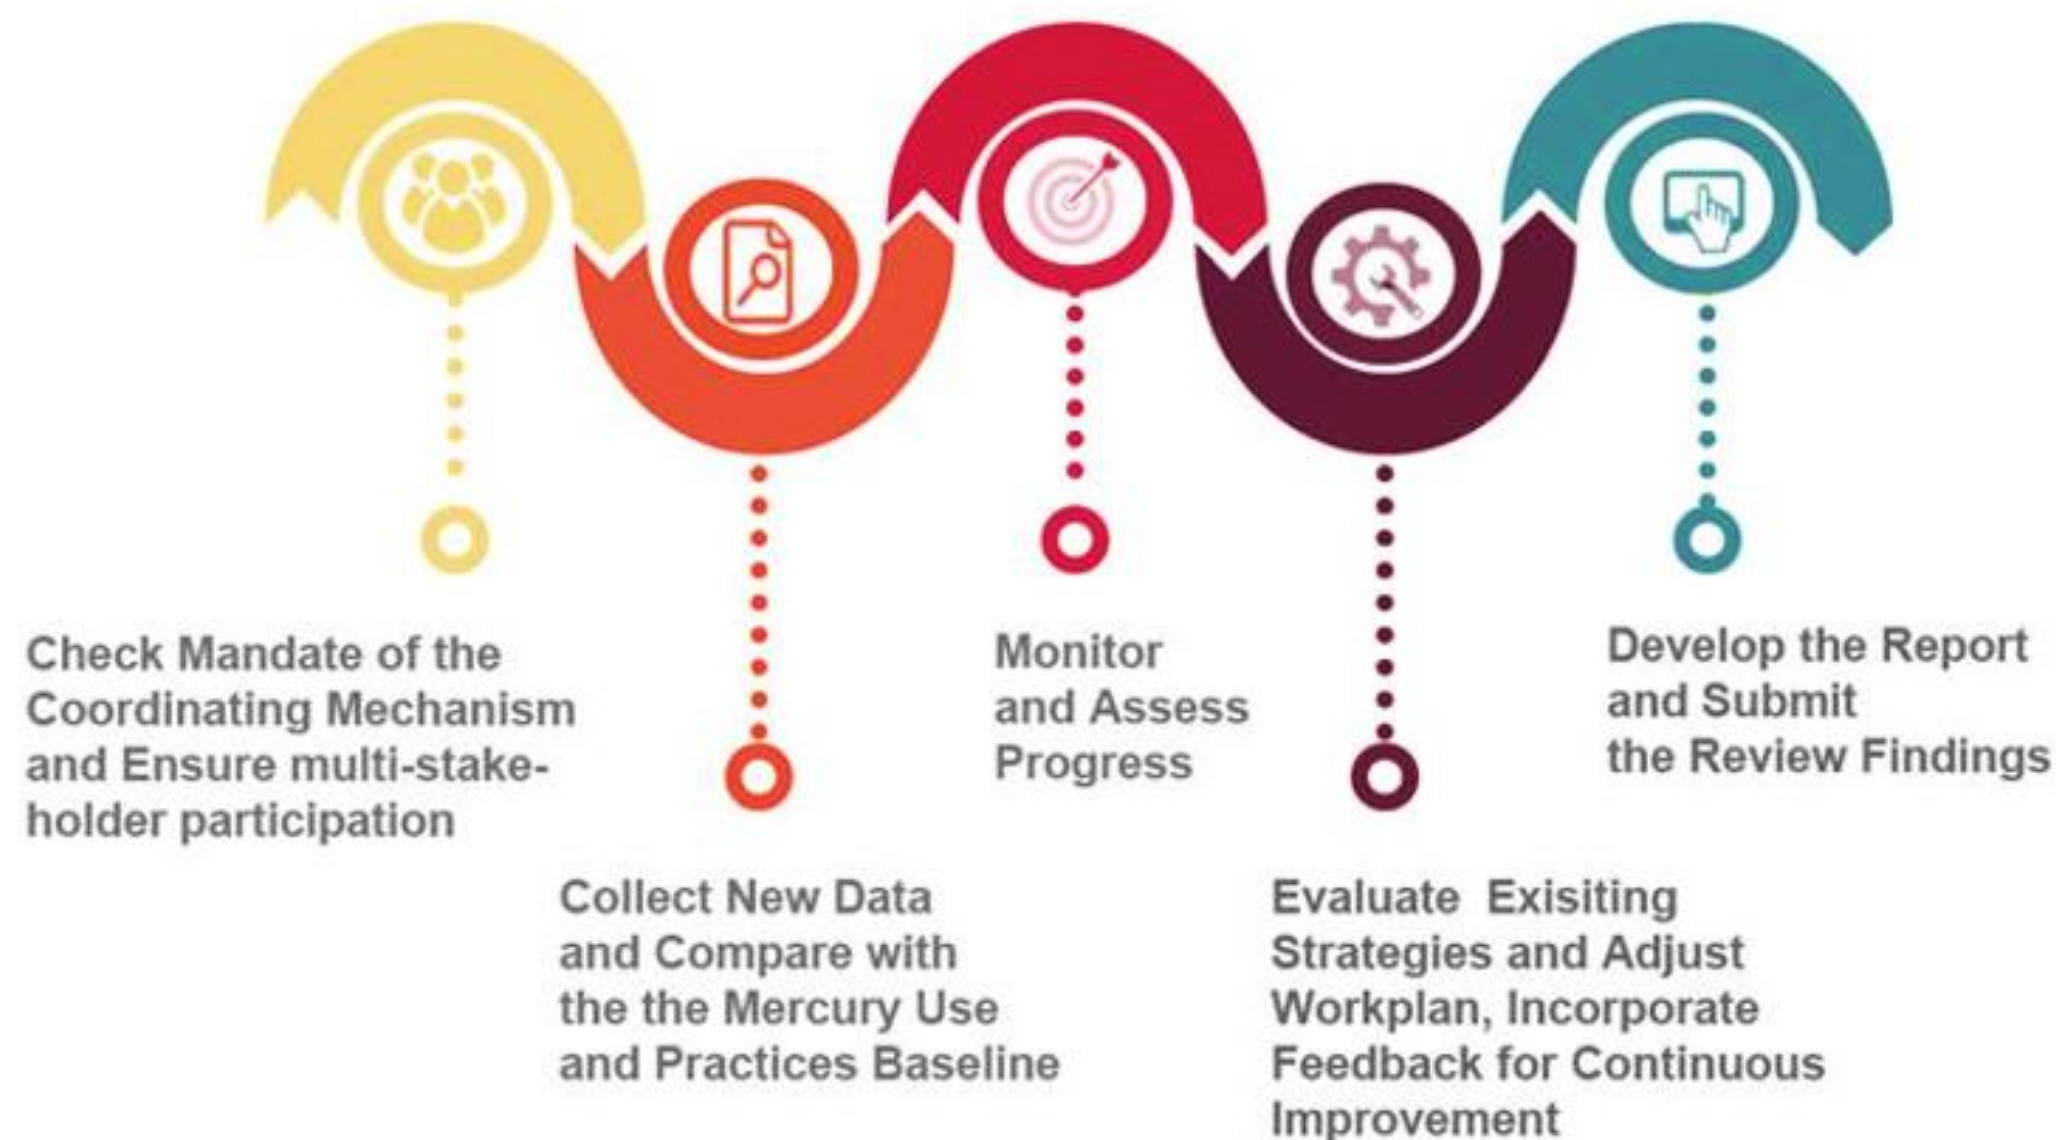 Check Mandate of the
Coordinating Mechanism
and Ensure multi-stake-
holder participation
Collect New Data
and Compare with
the the Mercury Use
and Practices Baseline
Monitor
and Assess
Progress
Evaluate  Exisiting
Strategies and Adjust
Workplan, Incorporate
Feedback for Continuous
Improvement
Develop the Report
and Submit
the Review Findings